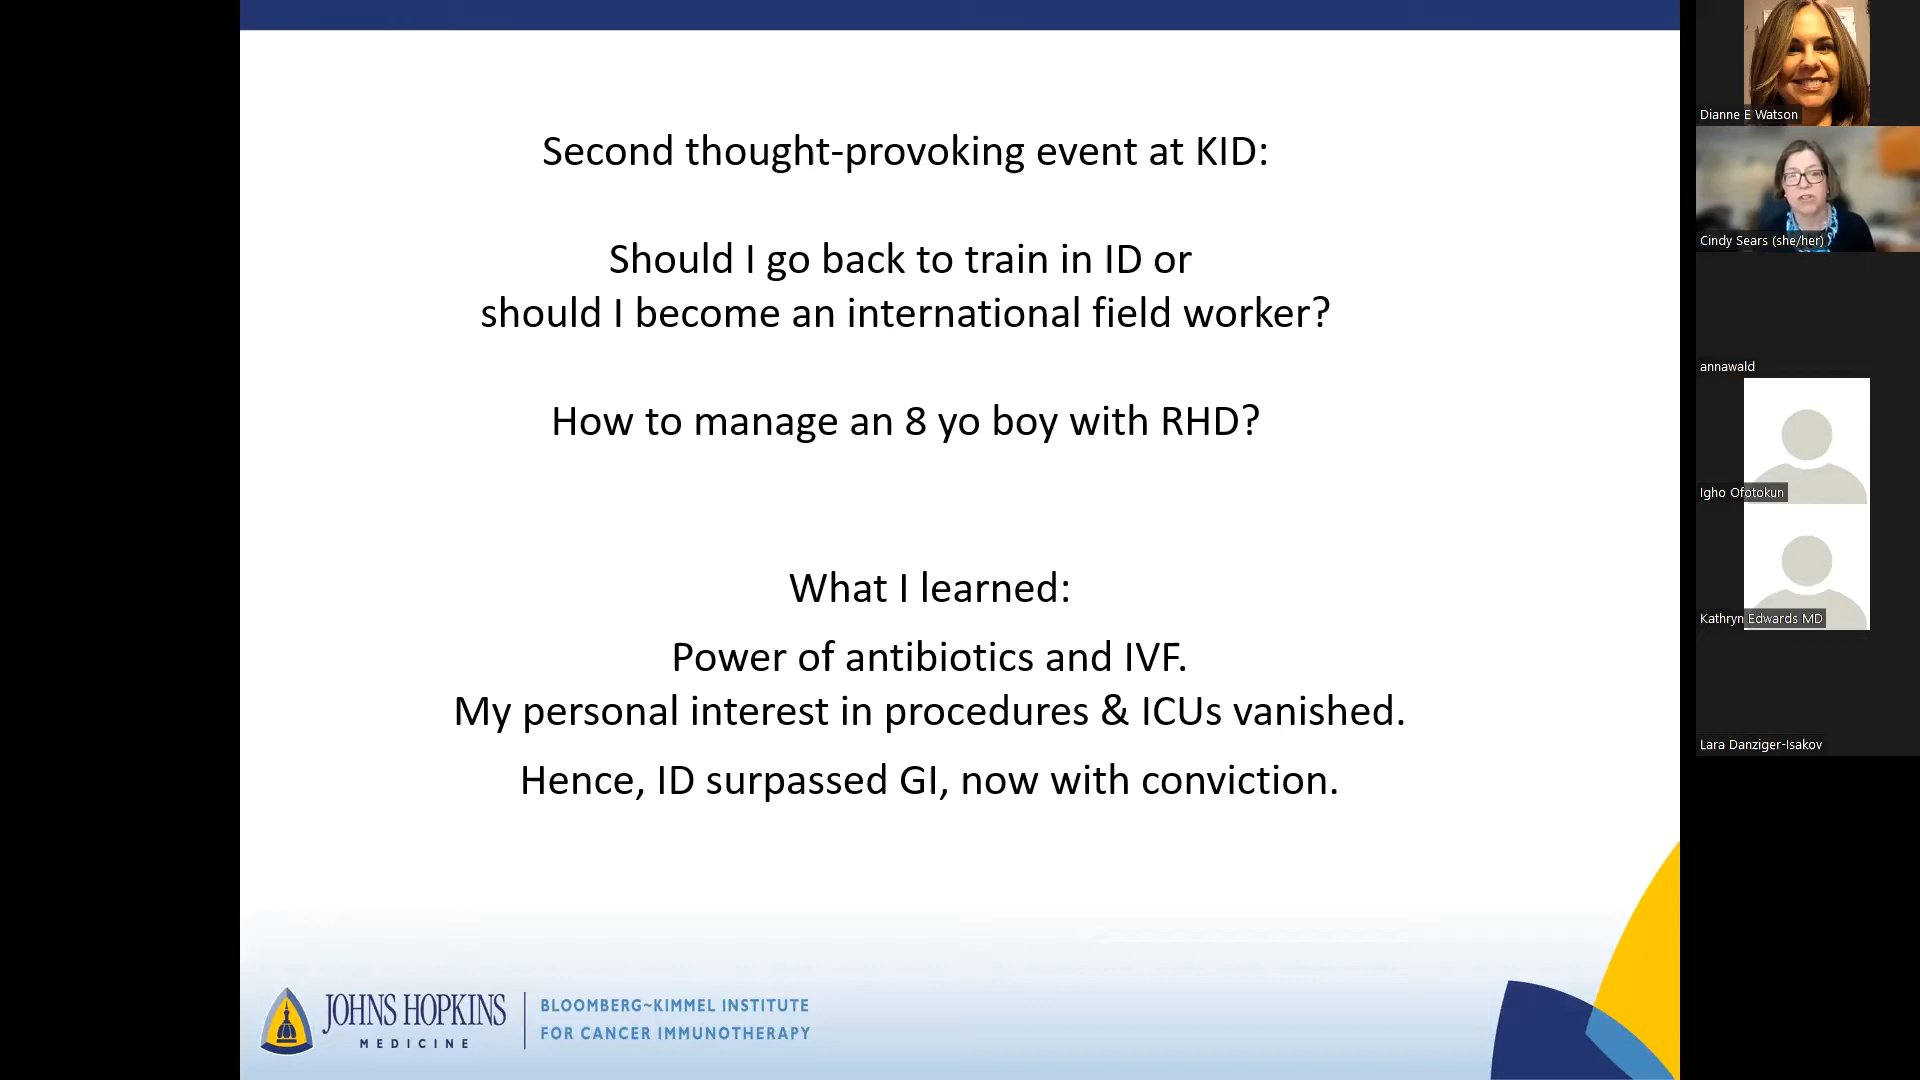 Second thought-provoking event at KID:
Should I go back to train in ID or
should I become an international field worker?
How to manage an 8 yo boy with RHD?
What I learned:
Power of antibiotics and IVF.
My personal interest in procedures & ICUs vanished.
Hence, ID surpassed GI, now with conviction.
JOHNS HOPKINS
MEDICINE
BLOOMBERG~KIMMEL INSTITUTE
FOR CANCER IMMUNOTHERAPY
Dianne E Watson
Cindy Sears (she/her)
annawald
Igho Ofotokun
Kathryn Edwards MD
Lara Danziger-Isakov